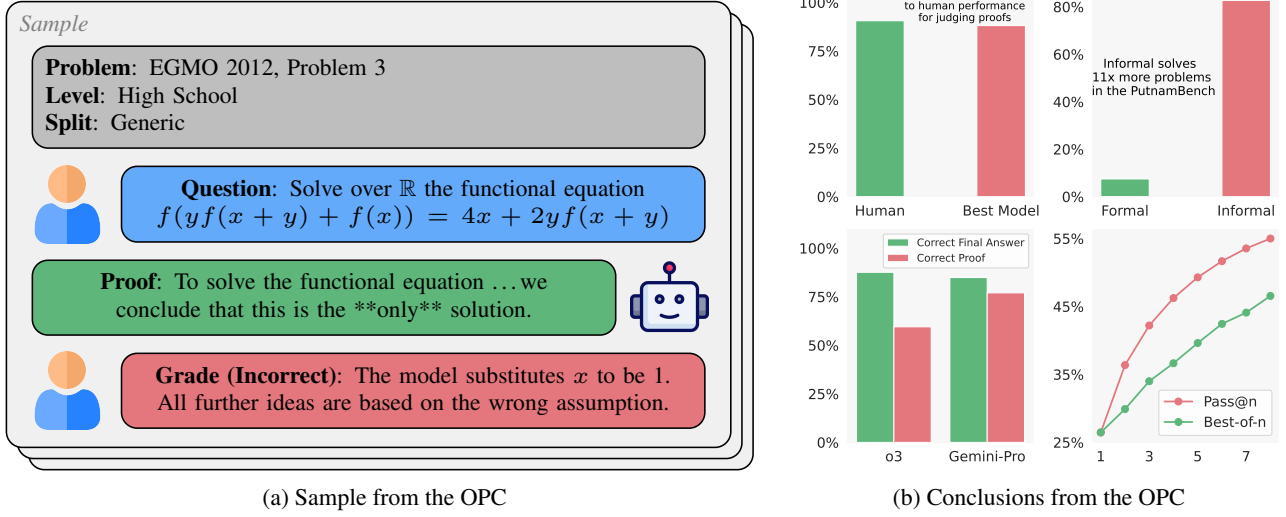 Sample
Problem: EGMO 2012, Problem 3
Level: High School
Split: Generic
Question: Solve over ℝ the functional equation
f(yf(x + y) + f(x)) = 4x + 2yf(x + y)
Proof: To solve the functional equation ... we
conclude that this is the **only** solution.
Grade (Incorrect): The model substitutes x to be 1.
All further ideas are based on the wrong assumption.
(a) Sample from the OPC
100%
75%
50%
25%
0%
to human performance
for judging proofs
Human
Best Model
80%
60%
40%
20%
0%
Informal solves
11x more problems
in the PutnamBench
Formal
Informal
100%
75%
50%
25%
0%
Correct Final Answer
Correct Proof
o3
Gemini-Pro
55%
45%
35%
25%
Pass@n
Best-of-n
1
3
5
7
(b) Conclusions from the OPC